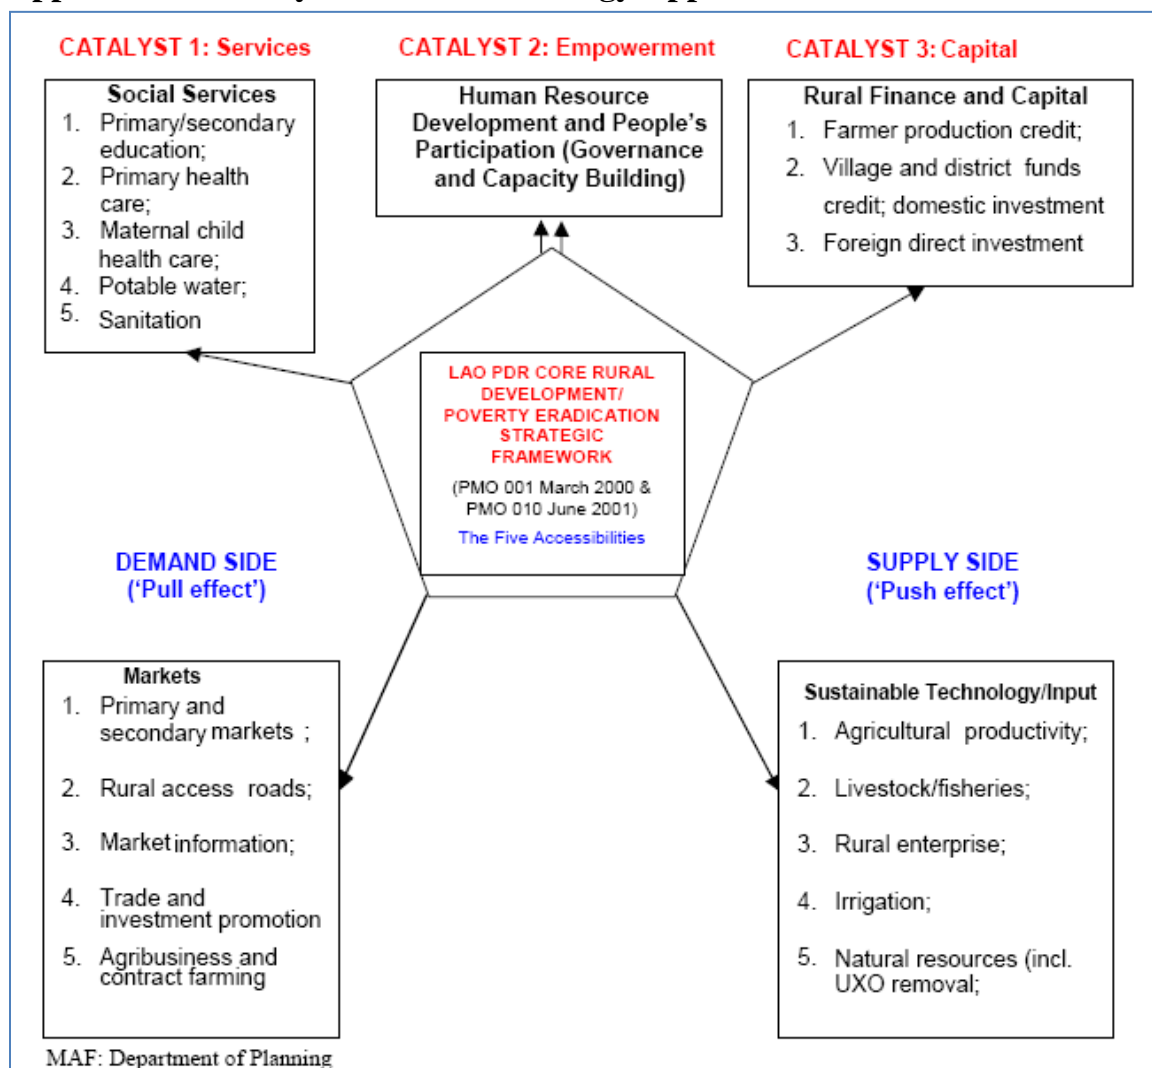 CATALYST 1: Services
CATALYST 2: Empowerment
CATALYST 3: Capital
Social Services
1. Primary/secondary
education;
2. Primary health
care;
3. Maternal child
health care;
4. Potable water;
5. Sanitation
Human Resource
Development and People's
Participation (Governance
and Capacity Building)
Rural Finance and Capital
1. Farmer production credit;
2. Village and district funds
credit; domestic investment
3. Foreign direct investment
LAO PDR CORE RURAL
DEVELOPMENT/
POVERTY ERADICATION
STRATEGIC
FRAMEWORK
(PMO 001 March 2000 &
PMO 010 June 2001)
The Five Accessibilities
DEMAND SIDE
('Pull effect')
SUPPLY SIDE
('Push effect')
Markets
1. Primary and
secondary markets ;
2. Rural access roads;
3. Market information;
4. Trade and
investment promotion
5. Agribusiness and
contract farming
Sustainable Technology/Input
1. Agricultural productivity;
2. Livestock/fisheries;
3. Rural enterprise;
4. Irrigation;
5. Natural resources (incl.
UXO removal;
MAF: Department of Planning